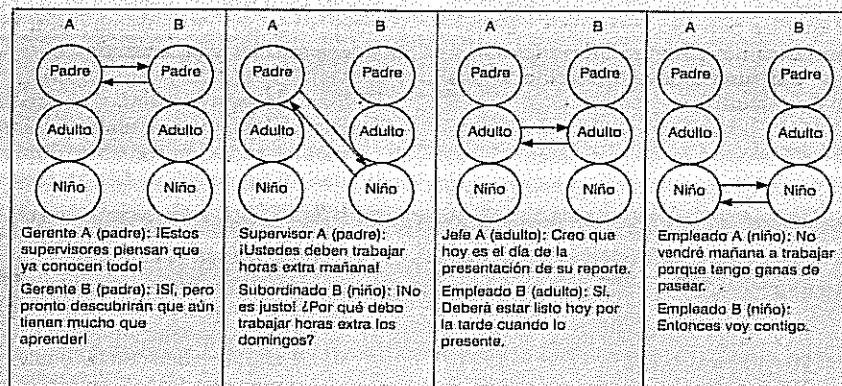 A B
Padre Padre
Adulto Adulto
Niño Niño
Gerente A (padre): ¡Estos
supervisores piensan que
ya conocen todo!
Gerente B (padre): ¡Sí, pero
pronto descubrirán que aún
tienen mucho que
aprender!
A B
Padre Padre
Adulto Adulto
Niño Niño
Supervisor A (padre):
¡Ustedes deben trabajar
horas extra mañana!
Subordinado B (niño): ¡No
es justo! ¿Por qué debo
trabajar horas extra los
domingos?
A B
Padre Padre
Adulto Adulto
Niño Niño
Jefe A (adulto): Creo que
hoy es el día de la
presentación de su reporte.
Empleado B (adulto): Sí.
Deberá estar listo hoy por
la tarde cuando lo
presente.
A B
Padre Padre
Adulto Adulto
Niño Niño
Empleado A (niño): No
vendré mañana a trabajar
porque tengo ganas de
pasear.
Empleado B (niño):
Entonces voy contigo.